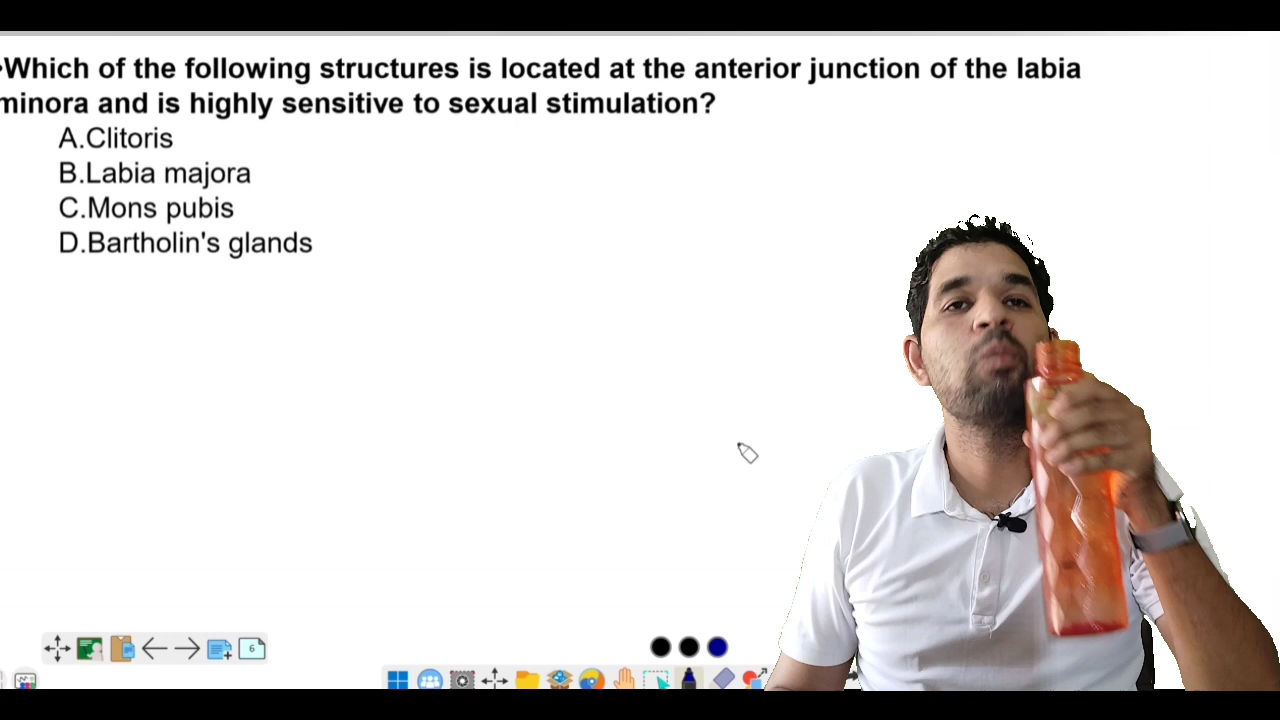 •Which of the following structures is located at the anterior junction of the labia
minora and is highly sensitive to sexual stimulation?
A.Clitoris
B.Labia majora
C.Mons pubis
D.Bartholin's glands
6